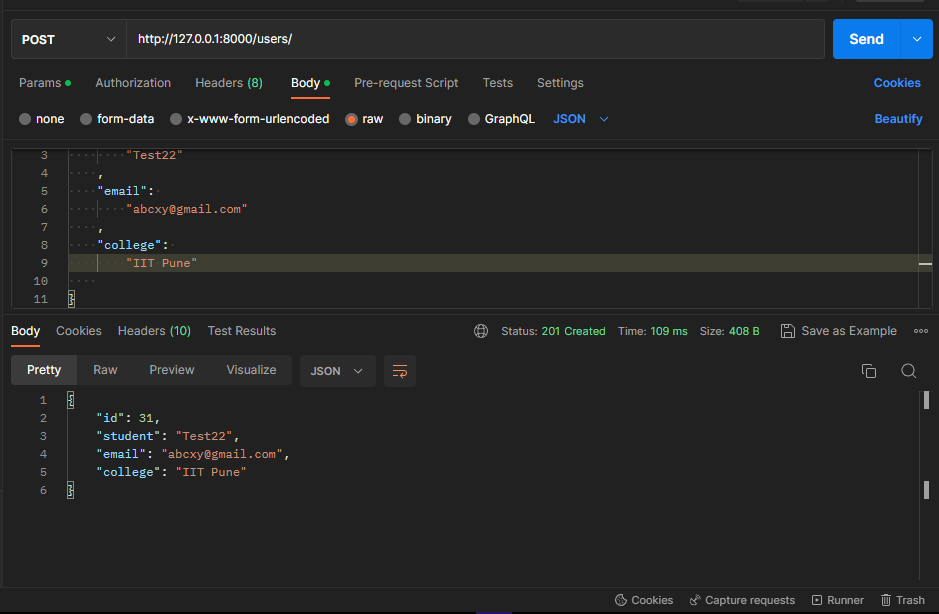 POST http://127.0.0.1:8000/users/ Send
Params Authorization Headers (8) Body Pre-request Script Tests Settings Cookies
none form-data x-www-form-urlencoded raw binary GraphQL JSON Beautify
3 "Test22"
4 ,
5 "email":
6 "abcxy@gmail.com"
7 ,
8 "college":
9 "IIT Pune"
10
11 }
Body Cookies Headers (10) Test Results Status: 201 Created Time: 109 ms Size: 408 B Save as Example
Pretty Raw Preview Visualize JSON
1 {
2 "id": 31,
3 "student": "Test22",
4 "email": "abcxy@gmail.com",
5 "college": "IIT Pune"
6 }
Cookies Capture requests Runner Trash